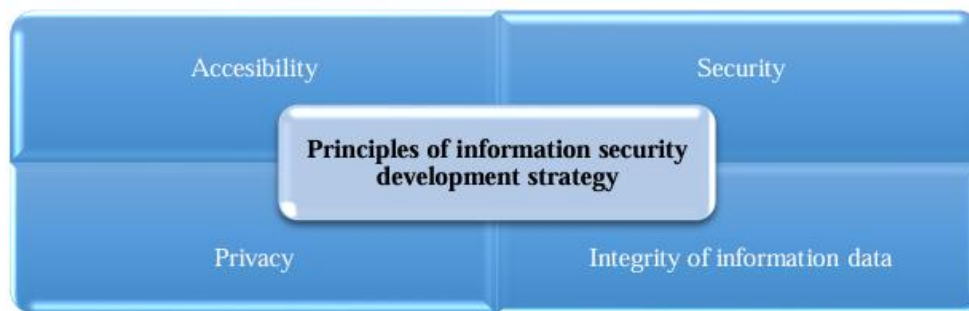 Accesibility
Security
Principles of information security
development strategy
Privacy
Integrity of information data